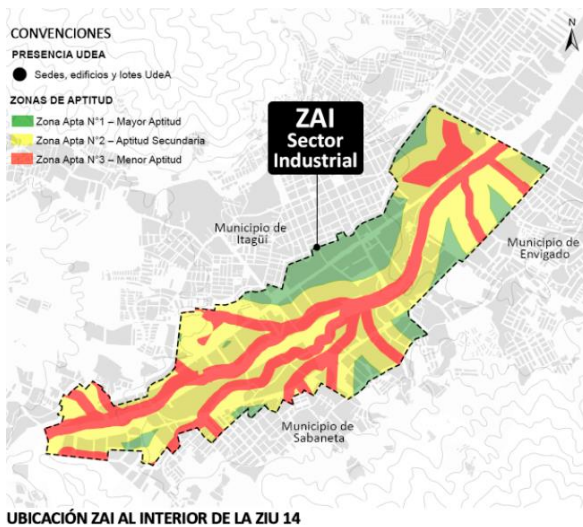 CONVENCIONES
PRESENCIA UDEA
Sedes, edificios y lotes UdeA
ZONAS DE APTITUD
Zona Apta N°1 – Mayor Aptitud
Zona Apta N°2 – Aptitud Secundaria
Zona Apta N°3 – Menor Aptitud
N
ZAI
Sector
Industrial
Municipio de
Itagüí
Municipio de
Envigado
Municipio de
Sabaneta
UBICACIÓN ZAI AL INTERIOR DE LA ZIU 14